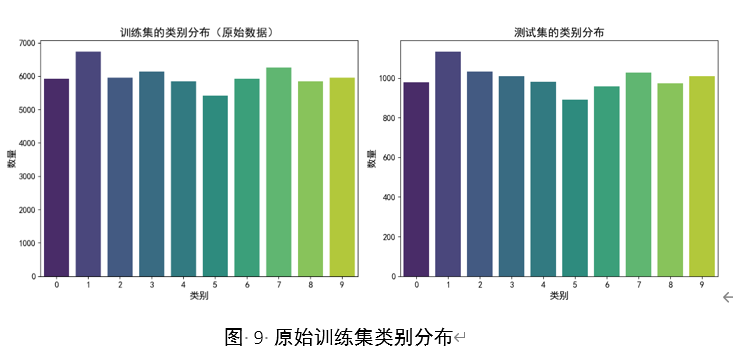 训练集的类别分布（原始数据）
7000
6000
5000
4000
3000
2000
1000
0
数量
0 1 2 3 4 5 6 7 8 9
类别
测试集的类别分布
1000
800
600
400
200
0
数量
0 1 2 3 4 5 6 7 8 9
类别
图 9 原始训练集类别分布